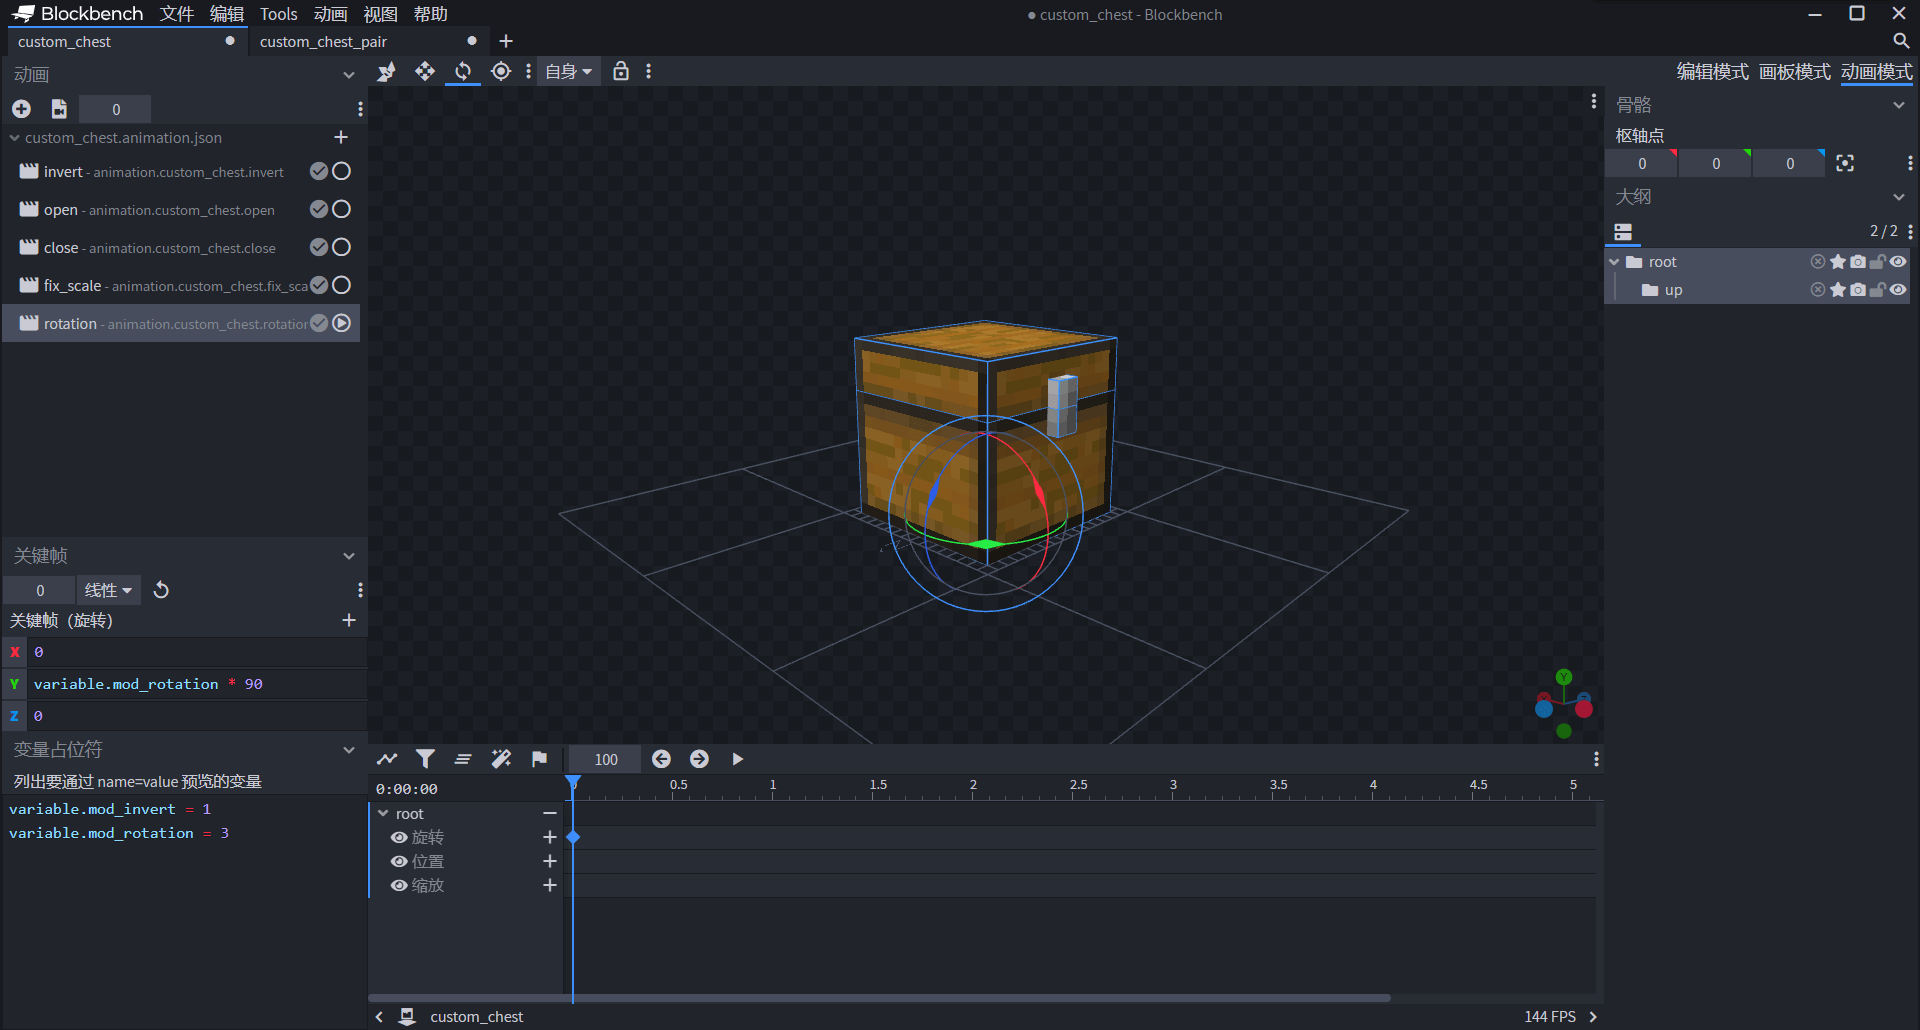 Blockbench 文件 编辑 Tools 动画 视图 帮助
custom_chest - Blockbench
custom_chest
custom_chest_pair
动画
0
custom_chest.animation.json
invert - animation.custom_chest.invert
open - animation.custom_chest.open
close - animation.custom_chest.close
fix_scale - animation.custom_chest.fix_sca
rotation - animation.custom_chest.rotation
关键帧
0 线性
关键帧（旋转）
X 0
Y variable.mod_rotation * 90
Z 0
变量占位符
列出要通过 name=value 预览的变量
variable.mod_invert = 1
variable.mod_rotation = 3
自身
Y
编辑模式 画板模式 动画模式
骨骼
枢轴点
0 0 0
大纲
2 / 2
root
up
100
0:00:00
0 0.5 1 1.5 2 2.5 3 3.5 4 4.5 5
root
旋转
位置
缩放
custom_chest
144 FPS